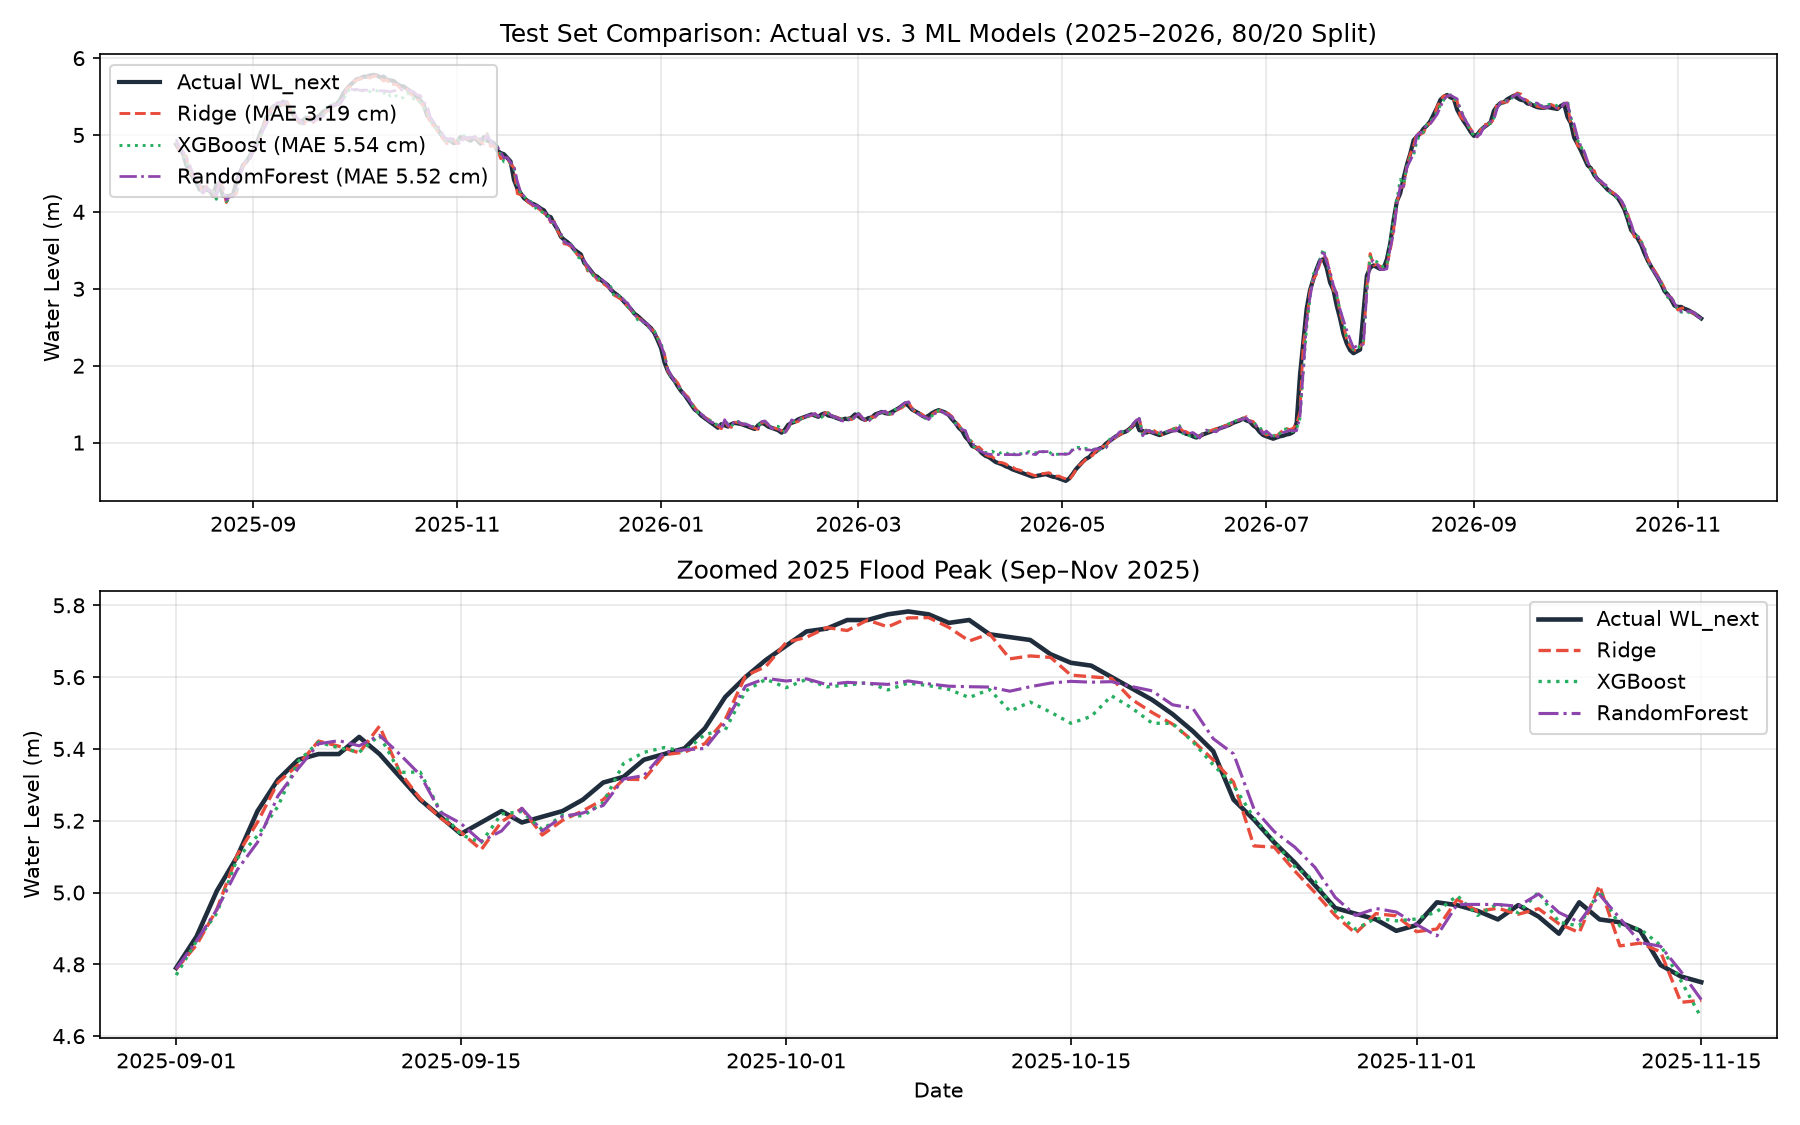 Test Set Comparison: Actual vs. 3 ML Models (2025–2026, 80/20 Split)
Water Level (m)
6
5
4
3
2
1
Actual WL_next
Ridge (MAE 3.19 cm)
XGBoost (MAE 5.54 cm)
RandomForest (MAE 5.52 cm)
2025-09
2025-11
2026-01
2026-03
2026-05
2026-07
2026-09
2026-11
Zoomed 2025 Flood Peak (Sep–Nov 2025)
Water Level (m)
5.8
5.6
5.4
5.2
5.0
4.8
4.6
Actual WL_next
Ridge
XGBoost
RandomForest
2025-09-01
2025-09-15
2025-10-01
2025-10-15
2025-11-01
2025-11-15
Date